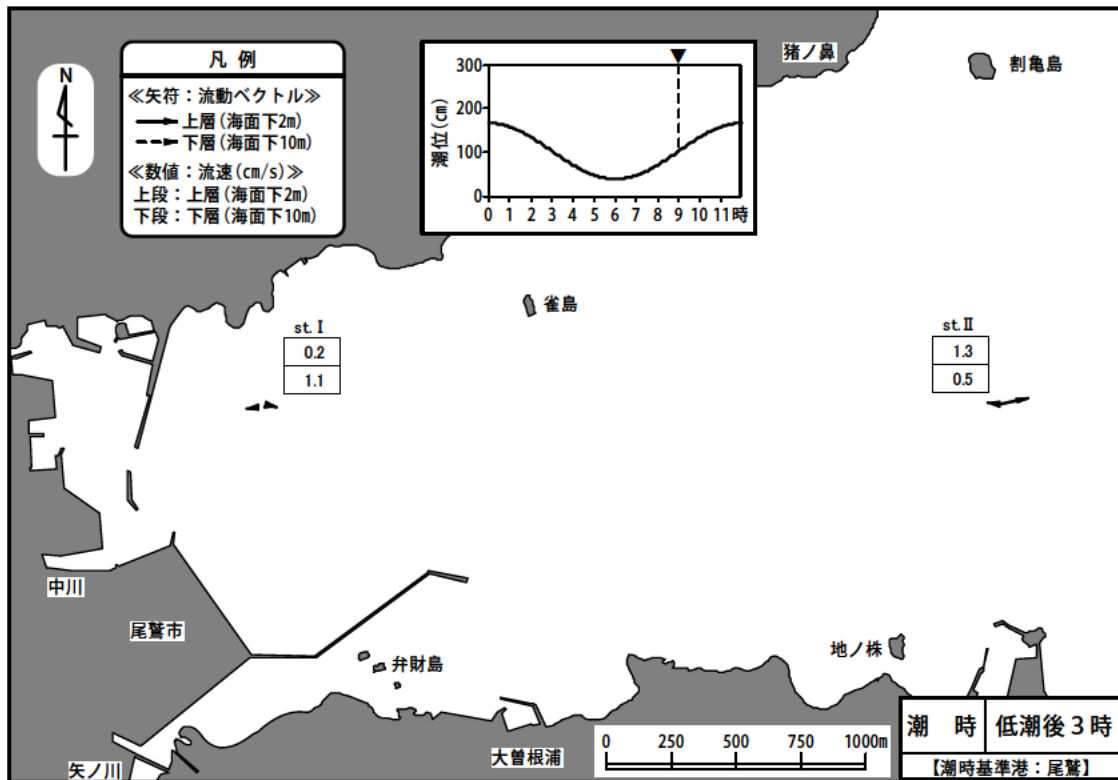 凡例
≪矢符：流動ベクトル≫
上層(海面下2m)
下層(海面下10m)
≪数値：流速(cm/s)≫
上段：上層(海面下2m)
下段：下層(海面下10m)
N
潮位(cm)
300
200
100
0
0 1 2 3 4 5 6 7 8 9 10 11時
猪ノ鼻
割亀島
雀島
st.Ⅰ
0.2
1.1
st.Ⅱ
1.3
0.5
中川
尾鷲市
弁財島
地ノ株
大曽根浦
矢ノ川
0 250 500 750 1000m
潮時 低潮後３時
【潮時基準港：尾鷲】